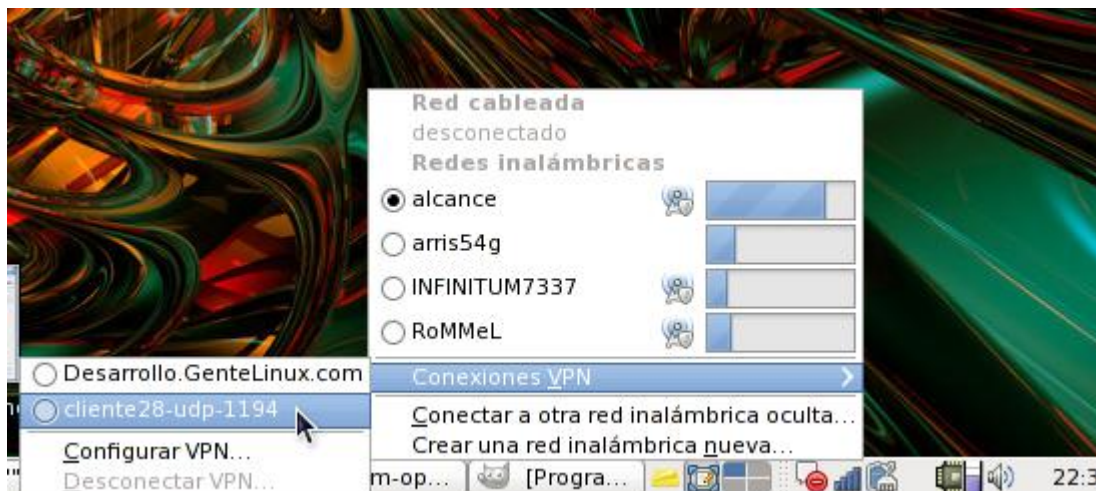 Red cableada
desconectado
Redes inalámbricas
alcance
arris54g
INFINITUM7337
RoMMeL
Conexiones VPN
Conectar a otra red inalámbrica oculta...
Crear una red inalámbrica nueva...
Desarrollo.GenteLinux.com
cliente28-udp-1194
Configurar VPN...
Desconectar VPN...
m-op... [Progra... 22:3